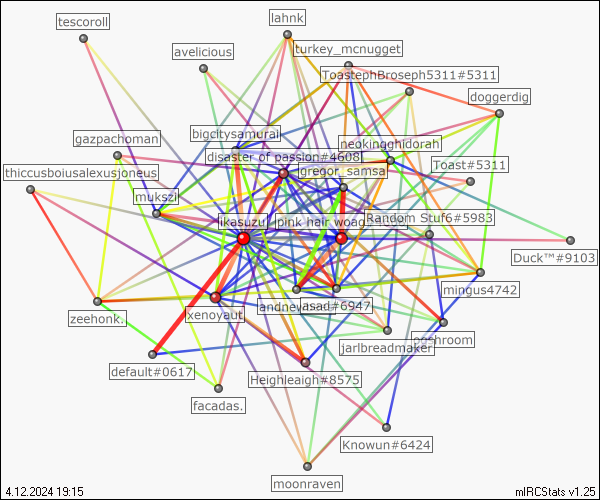 lahnk
tescoroll
avelicious
turkey_mcnugget
ToastephBroseph5311#5311
doggerdig
bigcitysamurai
gazpachoman
neokingghidorah
disaster of passion#4608
Toast#5311
thiccusboiusalexusjoneus
gregor_samsa
mukszi
ikasuzu
pink hair woa
Random Stuf6#5983
Duck™#9103
mingus4742
xenoyaut
asad#6947
zeehonk.
poshroom
jarlbreadmaker
default#0617
Heighleaigh#8575
facadas.
Knowun#6424
moonraven
4.12.2024 19:15
mIRCStats v1.25